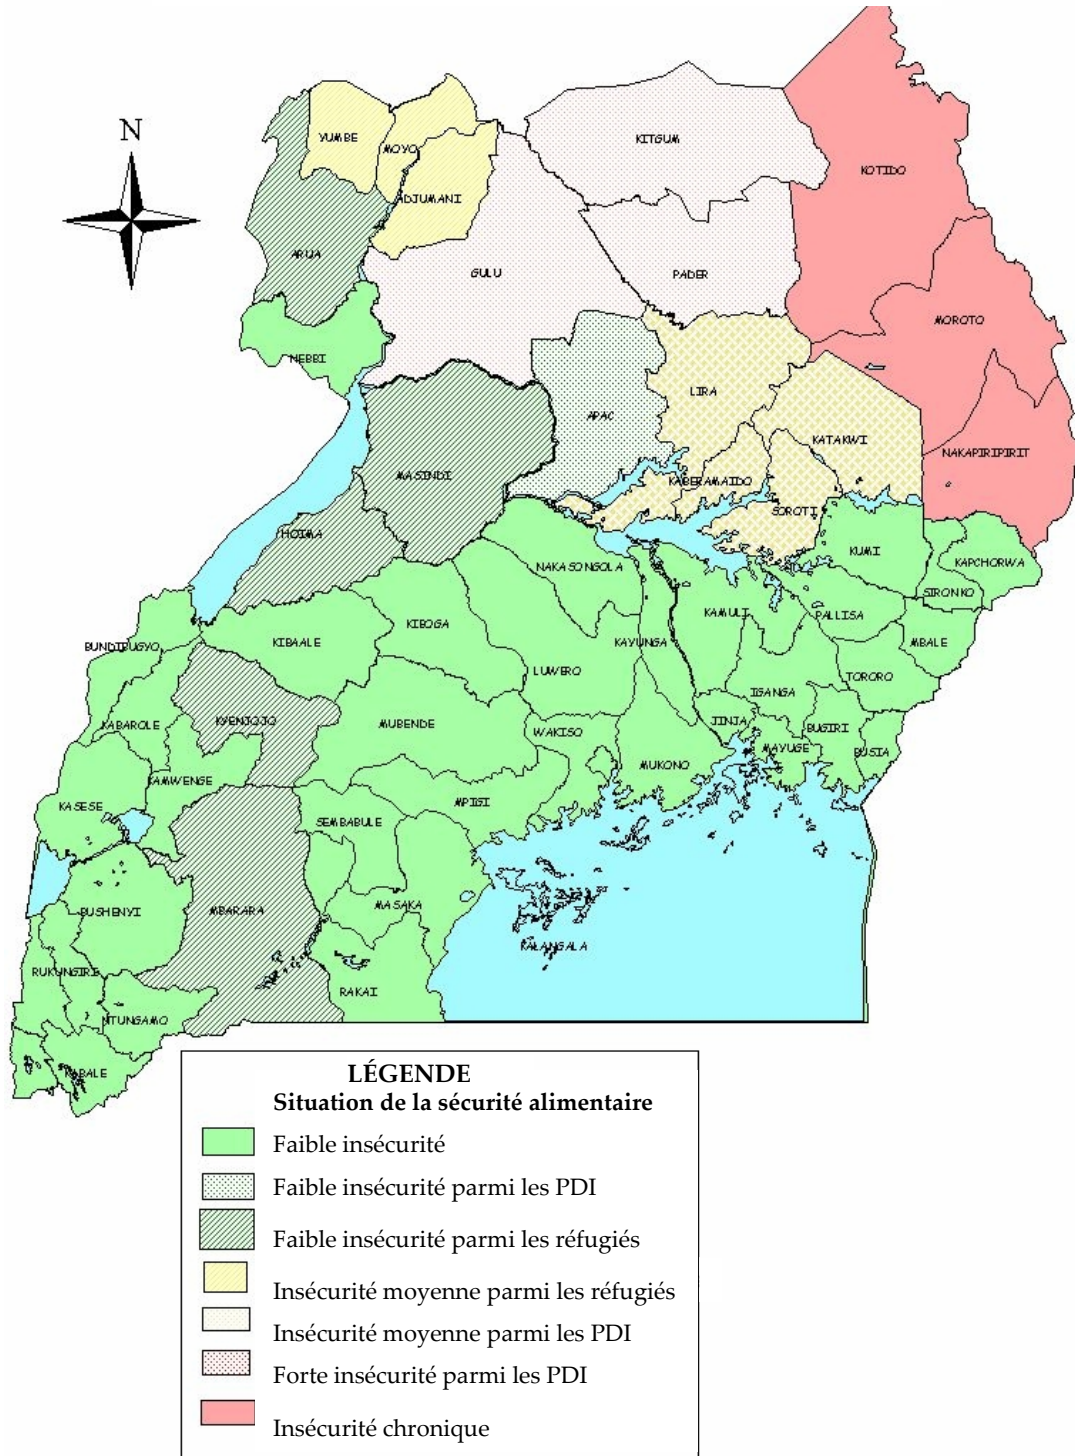 N
YUMBE
MOYO
ADJUMANI
KITGUM
KOTIDO
ARUA
GULU
PADER
MOROTO
NEBBI
LIRA
APAC
KATAKWI
NAKAPIRIPIRIT
MASINDI
KABERAMAIDO
SOROTI
HOIMA
KUMI
NAKASONGOLA
KAPCHORWA
SIRONKO
KIBOGA
KAMULI
PALLISA
BUNDIBUGYO
KIBAALE
KAYUNGA
MBALE
LUWERO
TORORO
IGANGA
KABAROLE
KYENJOJO
MUBENDE
WAKISO
JINJA
BUGIRI
MAYUGE
BUSIA
MUKONO
KAMWENGE
KASESE
MPIGI
SEMBABULE
MASAKA
BUSHENYI
MBARARA
KALANGALA
RUKUNGIRI
RAKAI
NTUNGAMO
KABALE
LÉGENDE
Situation de la sécurité alimentaire
Faible insécurité
Faible insécurité parmi les PDI
Faible insécurité parmi les réfugiés
Insécurité moyenne parmi les réfugiés
Insécurité moyenne parmi les PDI
Forte insécurité parmi les PDI
Insécurité chronique